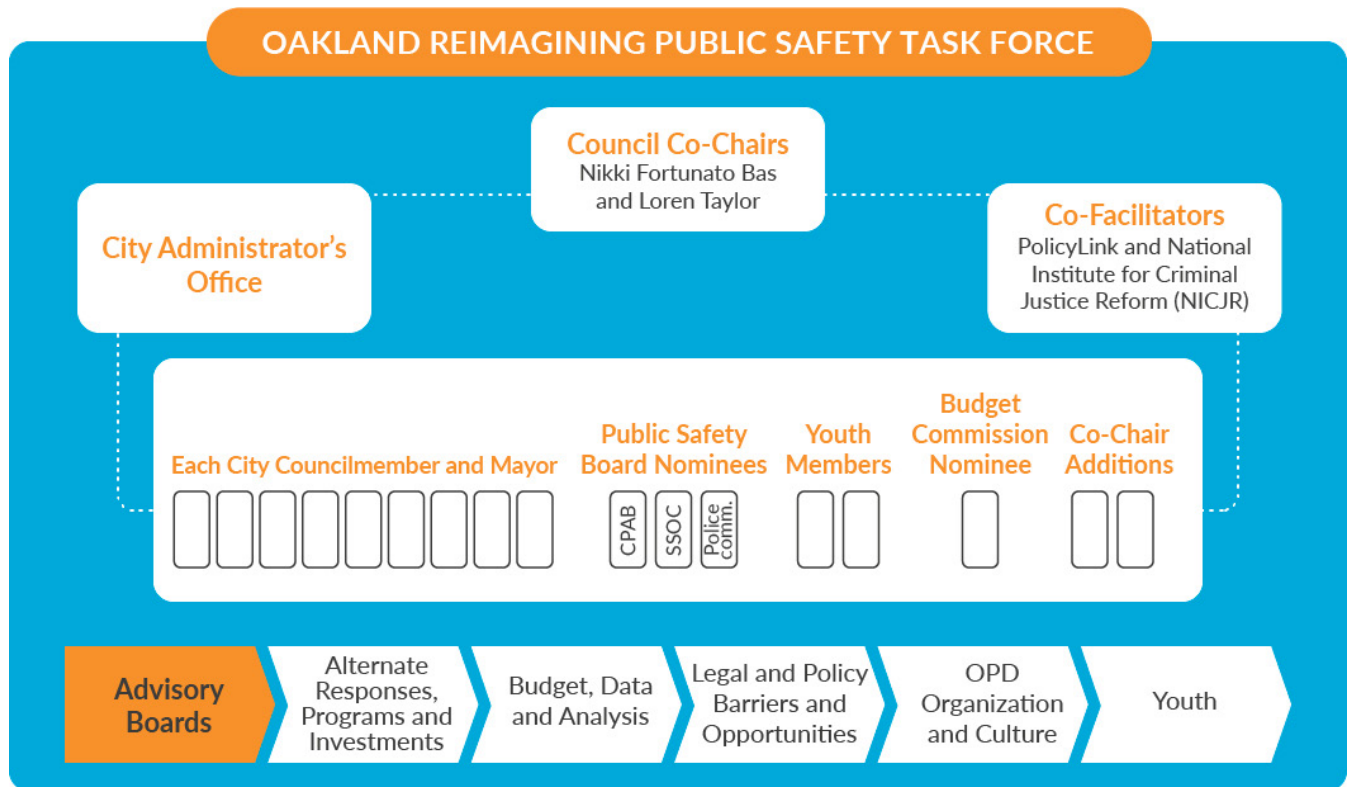 OAKLAND REIMAGINING PUBLIC SAFETY TASK FORCE
Council Co-Chairs
Nikki Fortunato Bas
and Loren Taylor
City Administrator’s
Office
Co-Facilitators
PolicyLink and National
Institute for Criminal
Justice Reform (NICJR)
Each City Councilmember and Mayor
Public Safety
Board Nominees
CPAB
SSOC
Police
comm.
Youth
Members
Budget
Commission
Nominee
Co-Chair
Additions
Advisory
Boards
Alternate
Responses,
Programs and
Investments
Budget, Data
and Analysis
Legal and Policy
Barriers and
Opportunities
OPD
Organization
and Culture
Youth